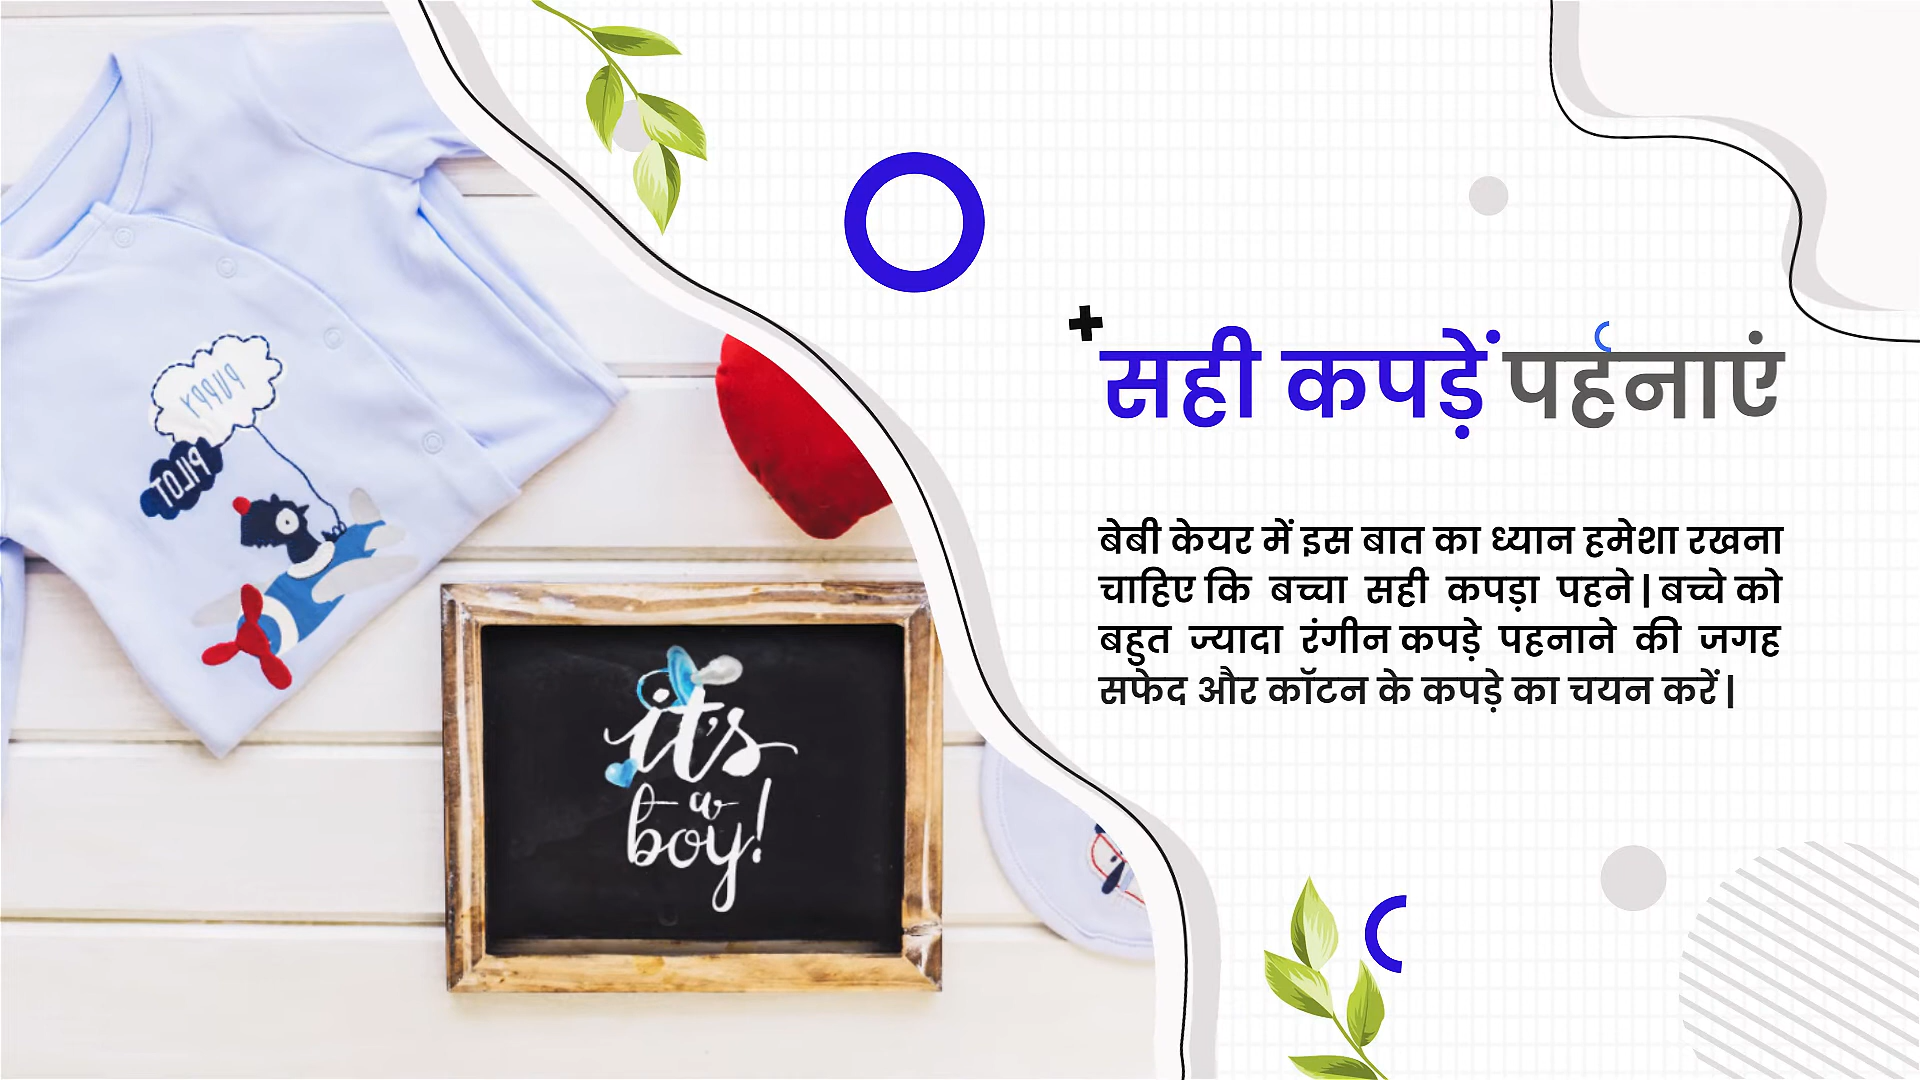 सही कपड़ें पहनाएं
बेबी केयर में इस बात का ध्यान हमेशा रखना
चाहिए कि बच्चा सही कपड़ा पहने|बच्चे को
बहुत ज्यादा रंगीन कपड़े पहनाने की जगह
सफेद और कॉटन के कपड़े का चयन करें|
PUPPY
PILOT
it's
a
boy!